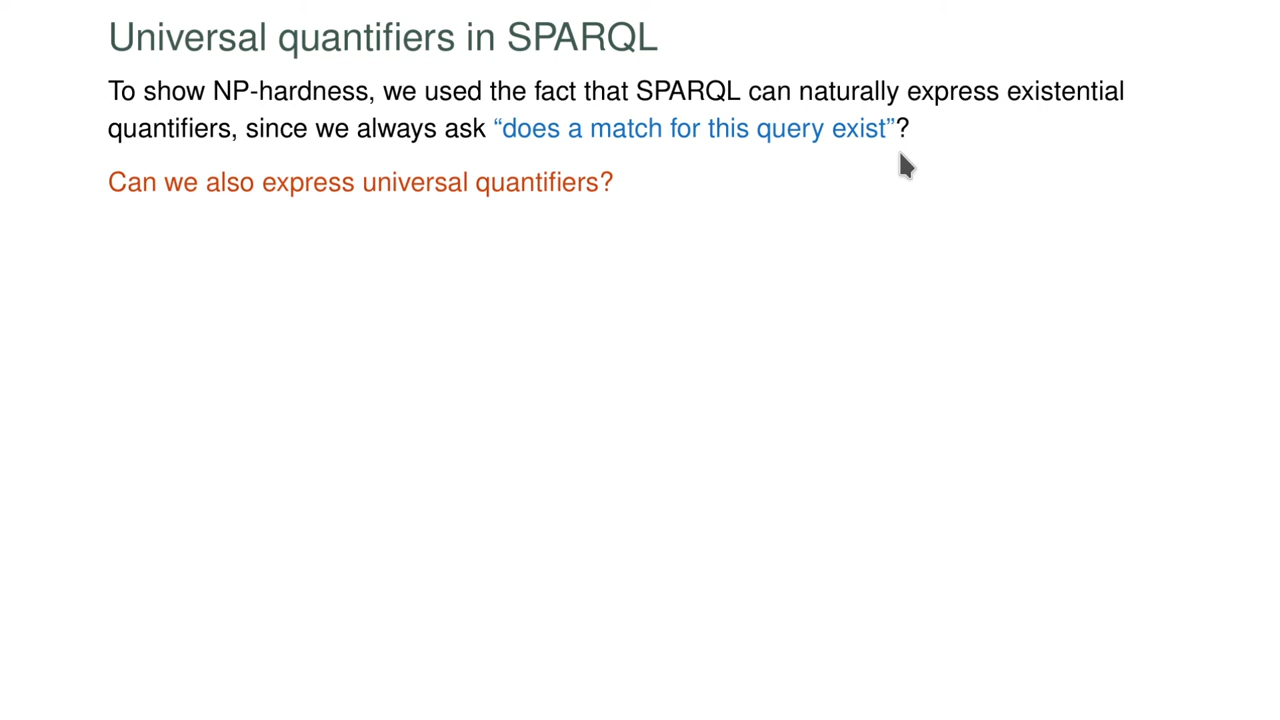 Universal quantifiers in SPARQL
To show NP-hardness, we used the fact that SPARQL can naturally express existential
quantifiers, since we always ask “does a match for this query exist”?
Can we also express universal quantifiers?